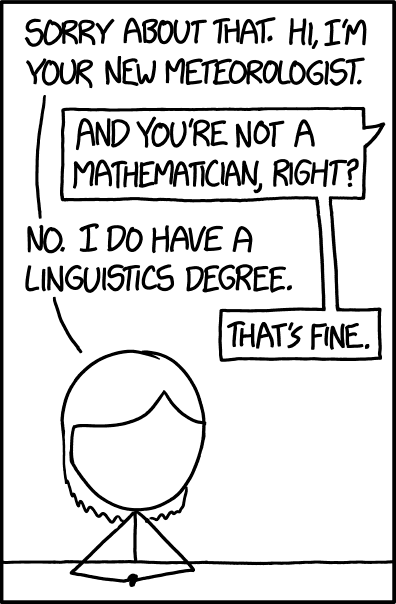 SORRY ABOUT THAT. HI, I'M
YOUR NEW METEOROLOGIST.
AND YOU'RE NOT A
MATHEMATICIAN, RIGHT?
NO. I DO HAVE A
LINGUISTICS DEGREE.
THAT'S FINE.